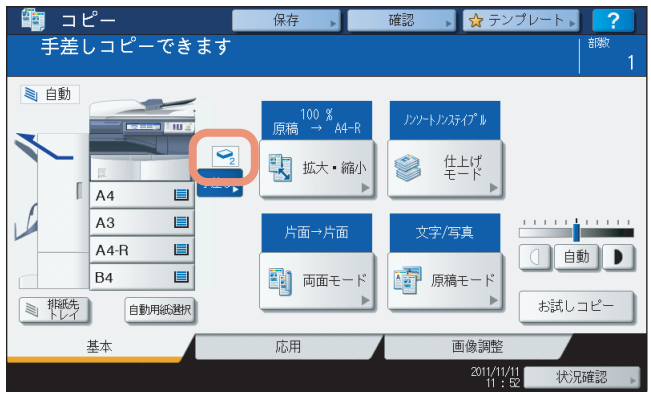 コピー
保存
確認
テンプレート
?
手差しコピーできます
部数
1
自動
100 %
原稿 → A4-R
ノンソートノンステイプル
2
拡大・縮小
仕上げ
モード
A4
A3
A4-R
B4
片面→片面
文字/写真
両面モード
原稿モード
自動
排紙先
トレイ
自動用紙選択
お試しコピー
基本
応用
画像調整
2011/11/11
11 : 52
状況確認